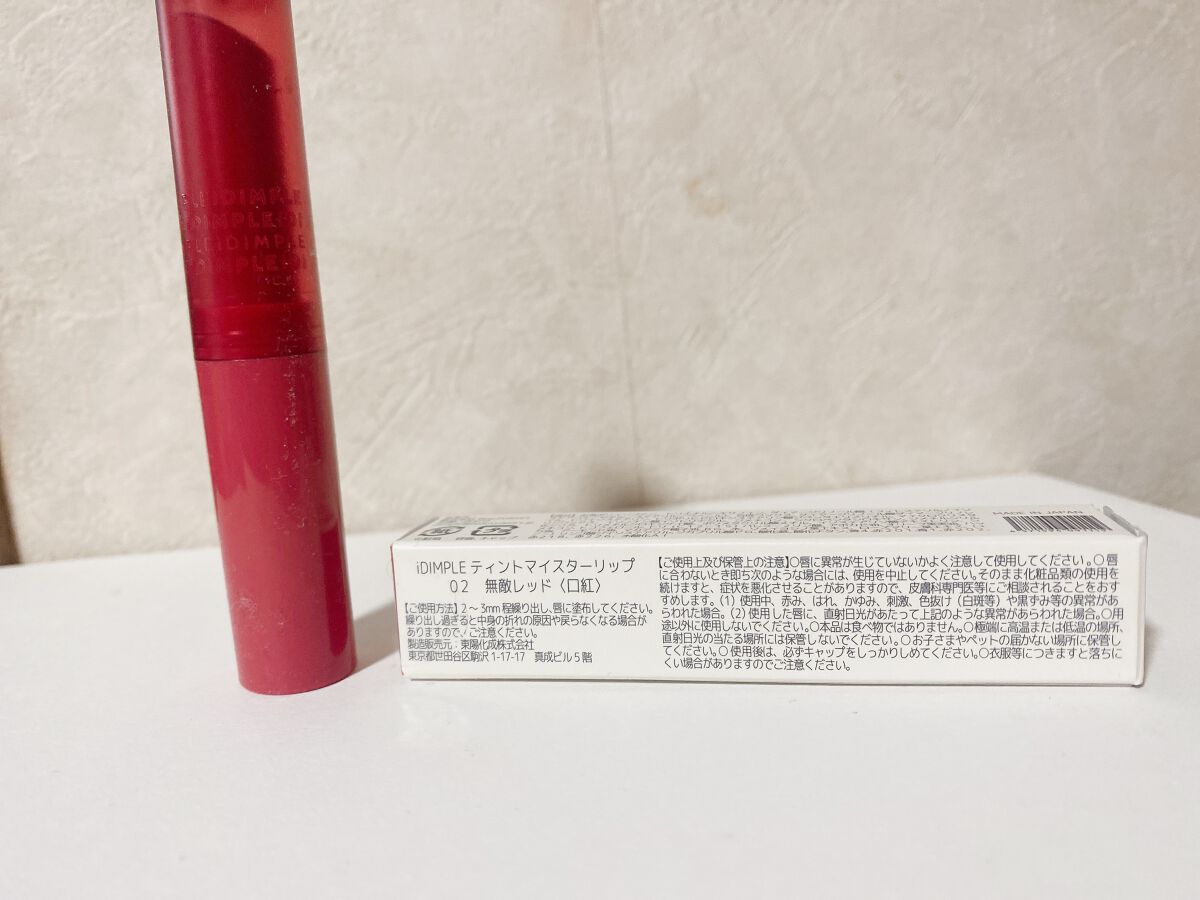 EIDIMPLE
DIMPLE
EIDIMPLE
DIMPLE
MADE IN JAPAN
iDIMPLE ティントマイスターリップ
02 無敵レッド〈口紅〉
【ご使用方法】2～3mm程繰り出し、唇に塗布してください。
繰り出し過ぎると中身の折れの原因や戻らなくなる場合が
ありますので、ご注意ください。
製造販売元：東陽化成株式会社
東京都世田谷区駒沢 1-17-17 真成ビル5階
【ご使用上及び保管上の注意】〇唇に異常が生じていないかよく注意して使用してください。〇唇
に合わないとき即ち次のような場合には、使用を中止してください。そのまま化粧品類の使用を
続けますと、症状を悪化させることがありますので、皮膚科専門医等にご相談されることをおす
すめします。(1) 使用中、赤み、はれ、かゆみ、刺激、色抜け（白斑等）や黒ずみ等の異常があ
らわれた場合。(2) 使用した唇に、直射日光があたって上記のような異常があらわれた場合。〇用
途以外に使用しないでください。〇本品は食べ物ではありません。〇極端に高温または低温の場所、
直射日光の当たる場所には保管しないでください。〇お子さまやペットの届かない場所に保管し
てください。〇使用後は、必ずキャップをしっかりしめてください。〇衣服等につきますと落ちに
くい場合がありますのでご注意ください。